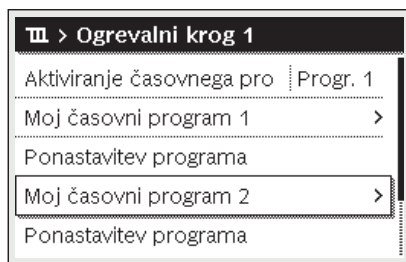 > Ogrevalni krog 1
Aktiviranje časovnega pro Progr. 1
Moj časovni program 1 >
Ponastavitev programa
Moj časovni program 2 >
Ponastavitev programa